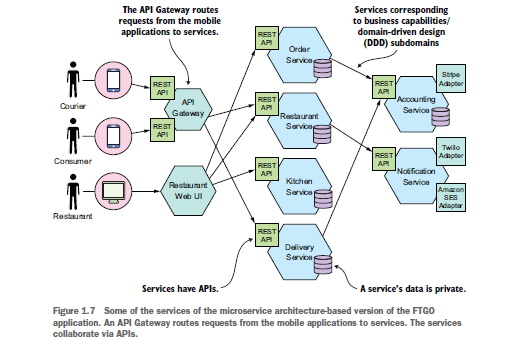 The API Gateway routes
requests from the mobile
applications to services.
Services corresponding
to business capabilities/
domain-driven design
(DDD) subdomains
REST
API
Order
Service
Stripe
Adapter
Courier
REST
API
API
Gateway
REST
API
REST
API
Restaurant
Service
REST
API
Accounting
Service
Consumer
Twilio
Adapter
REST
API
Notification
Service
Amazon
SES
Adapter
Restaurant
Restaurant
Web UI
REST
API
Kitchen
Service
REST
API
Delivery
Service
Services have APIs.
A service's data is private.
Figure 1.7 Some of the services of the microservice architecture-based version of the FTGO
application. An API Gateway routes requests from the mobile applications to services. The services
collaborate via APIs.